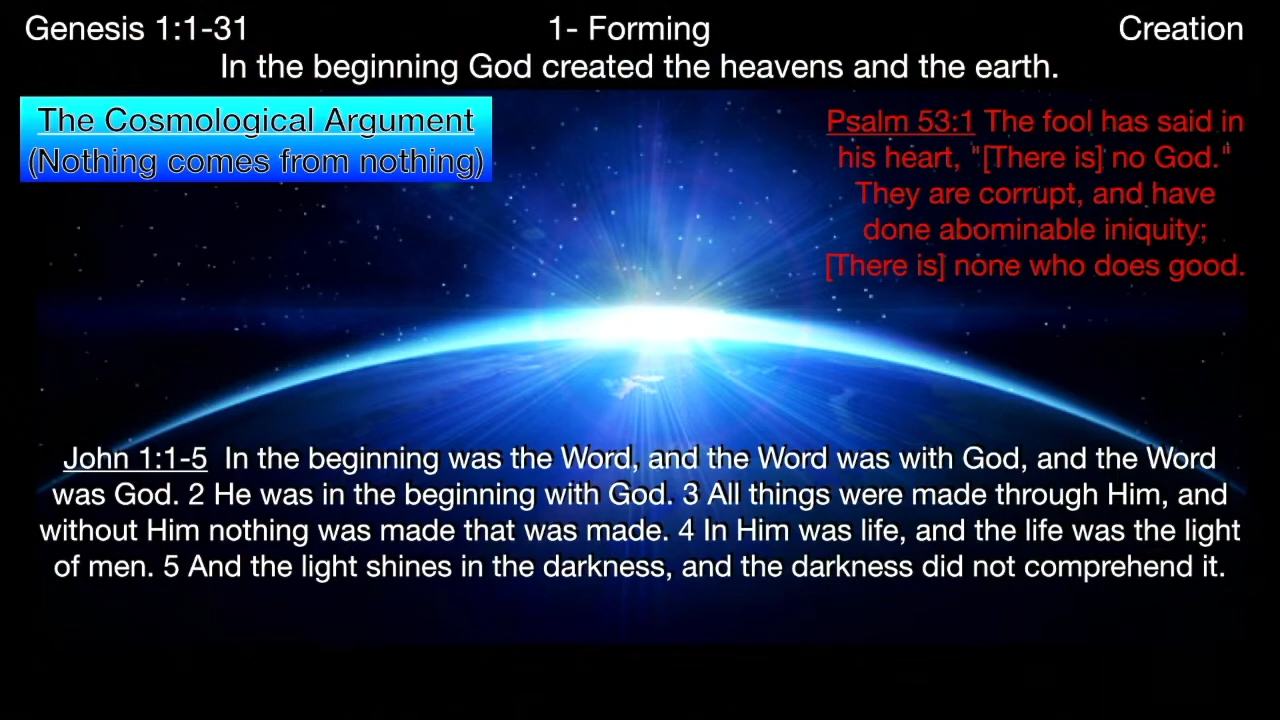 Genesis 1:1-31
1- Forming
Creation
In the beginning God created the heavens and the earth.
The Cosmological Argument
(Nothing comes from nothing)
Psalm 53:1 The fool has said in
his heart, "[There is] no God."
They are corrupt, and have
done abominable iniquity;
[There is] none who does good.
John 1:1-5  In the beginning was the Word, and the Word was with God, and the Word
was God. 2 He was in the beginning with God. 3 All things were made through Him, and
without Him nothing was made that was made. 4 In Him was life, and the life was the light
of men. 5 And the light shines in the darkness, and the darkness did not comprehend it.